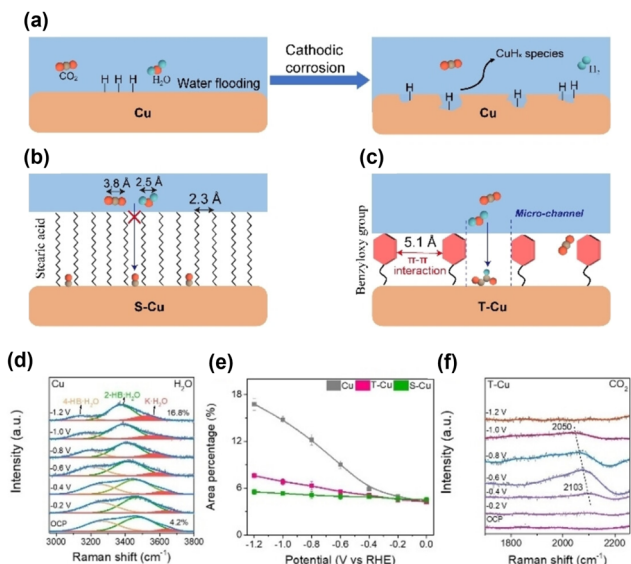 (a)
CO₂
H H H
H₂O
Water flooding
Cu
Cathodic
corrosion
CuHₓ species
H₂
H H H H H
Cu
(b)
3.8 Å
2.5 Å
2.3 Å
Stearic acid
S-Cu
(c)
Micro-channel
Benzyloxy group
5.1 Å
π-π
interaction
T-Cu
(d)
Cu
H₂O
4-HB·H₂O
2-HB·H₂O
K·H₂O
-1.2 V
16.8%
-1.0 V
-0.8 V
-0.6 V
-0.4 V
-0.2 V
OCP
4.2%
Intensity (a.u.)
3000 3200 3400 3600 3800
Raman shift (cm⁻¹)
(e)
Cu T-Cu S-Cu
Area percentage (%)
18
12
6
0
-1.2 -1.0 -0.8 -0.6 -0.4 -0.2 0.0
Potential (V vs RHE)
(f)
T-Cu
CO₂
-1.2 V
-1.0 V
2050
-0.8 V
-0.6 V
-0.4 V
2103
-0.2 V
OCP
Intensity (a.u.)
1800 2000 2200
Raman shift (cm⁻¹)